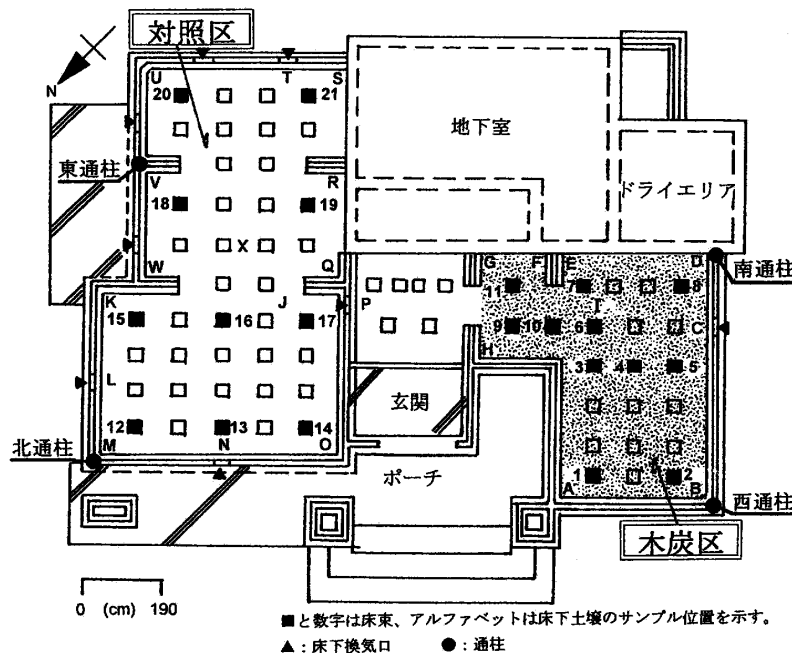 対照区
N
U T S
20 21
地下室
東通柱
V R
ドライエリア
18 19
W X Q
G F E D
南通柱
K J P
11 7 I 8
15 16 17
9 10 6 C
H
L
3 4 5
玄関
12 13 14
M N O
北通柱
ポーチ
1 2
A B
西通柱
木炭区
0 (cm) 190
■と数字は床束、アルファベットは床下土壌のサンプル位置を示す。
▲：床下換気口 ●：通柱